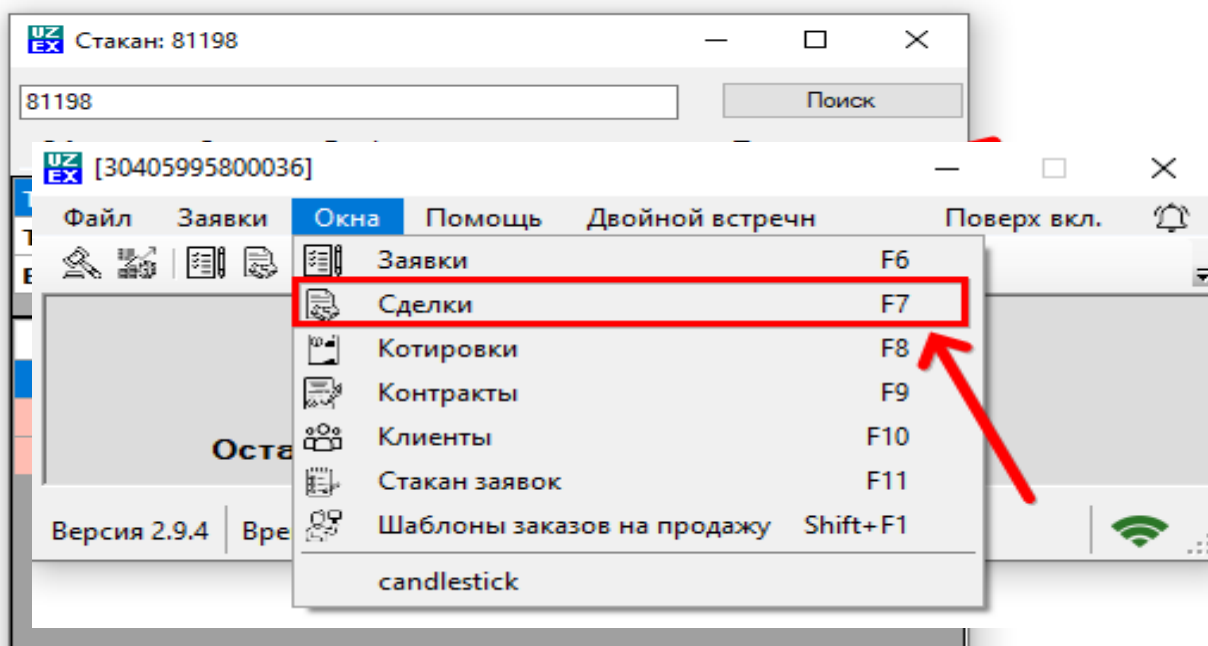 UZ EX Стакан: 81198
81198 Поиск
UZ EX [30405995800036]
Файл Заявки Окна Помощь Двойной встречн Поверх вкл.
Заявки F6
Сделки F7
Котировки F8
Контракты F9
Клиенты F10
Стакан заявок F11
Шаблоны заказов на продажу Shift+F1
candlestick
Оста
Версия 2.9.4 Вре